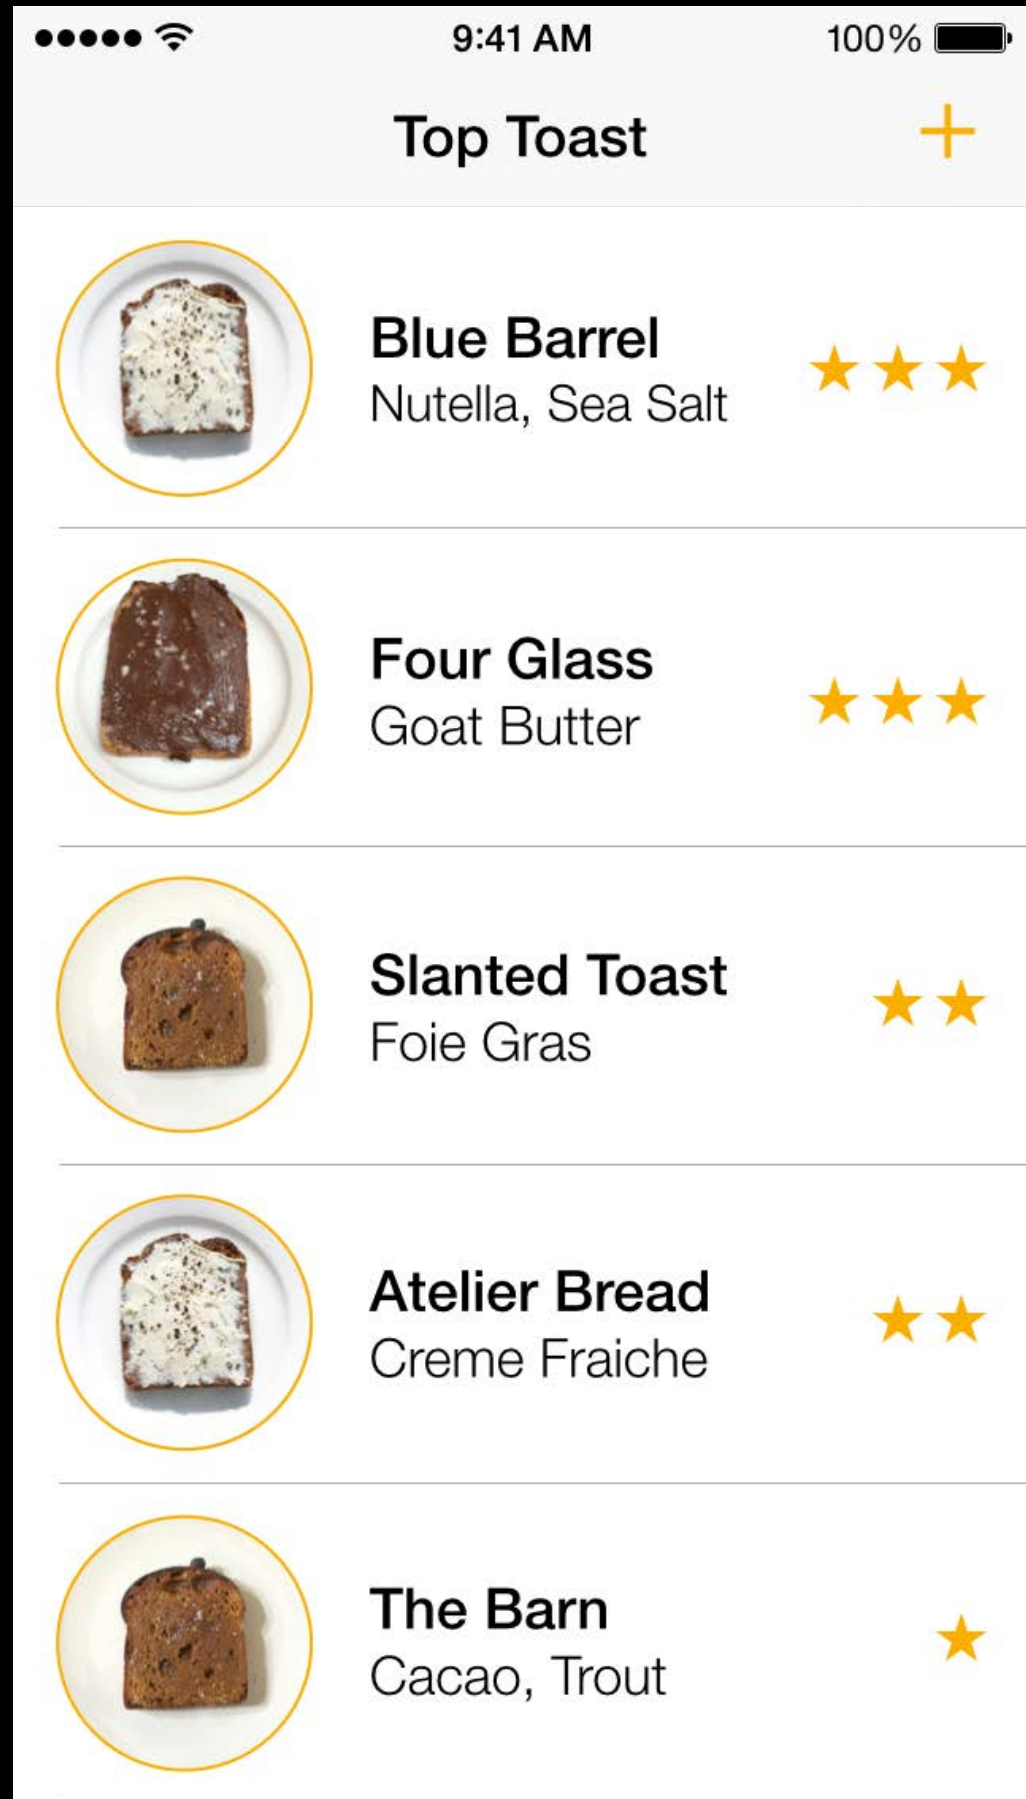 9:41 AM 100%
Top Toast
Blue Barrel
Nutella, Sea Salt
Four Glass
Goat Butter
Slanted Toast
Foie Gras
Atelier Bread
Creme Fraiche
The Barn
Cacao, Trout